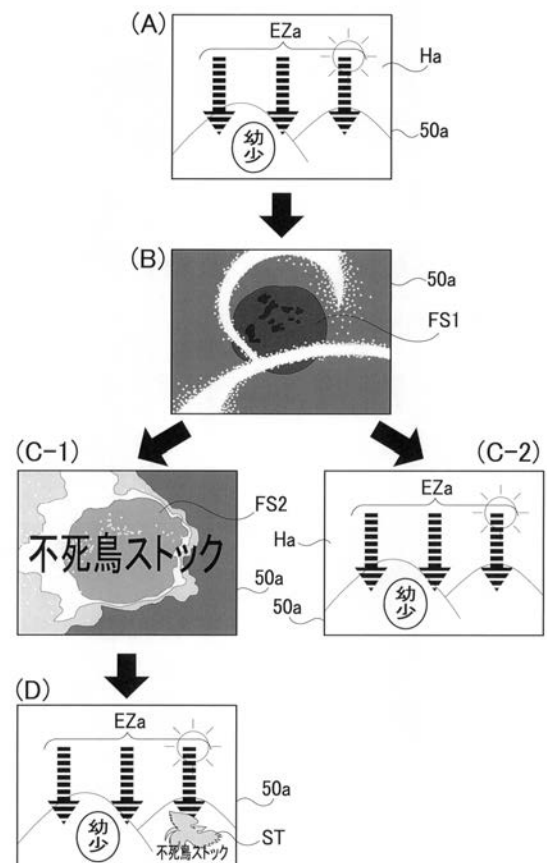 (A)
EZa
Ha
50a
幼少
(B)
50a
FS1
(C-1)
FS2
不死鳥ストック
50a
(C-2)
EZa
Ha
50a
幼少
(D)
EZa
50a
幼少
ST
不死鳥ストック